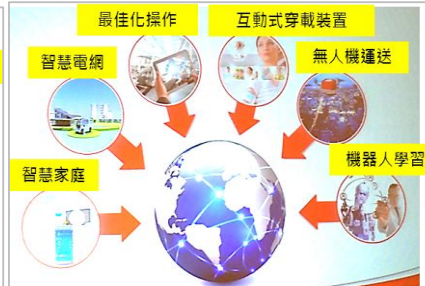 最佳化操作
互動式穿載裝置
智慧電網
無人機運送
智慧家庭
機器人學習